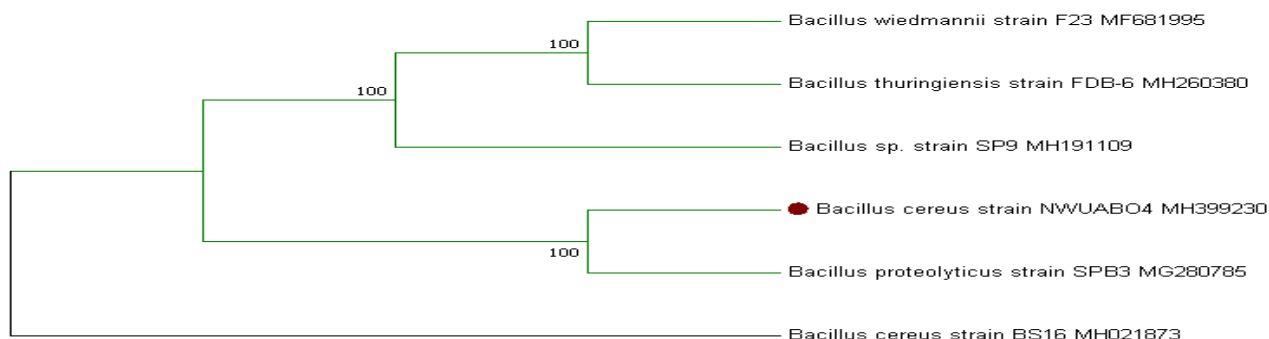 Bacillus wiedmannii strain F23 MF681995
100
Bacillus thuringiensis strain FDB-6 MH260380
100
Bacillus sp. strain SP9 MH191109
Bacillus cereus strain NWUABO4 MH399230
100
Bacillus proteolyticus strain SPB3 MG280785
Bacillus cereus strain BS16 MH021873